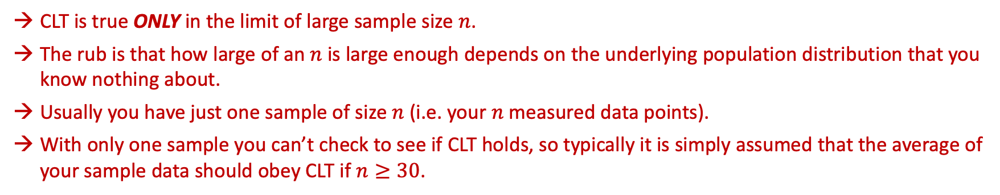 → CLT is true ONLY in the limit of large sample size n.
→ The rub is that how large of an n is large enough depends on the underlying population distribution that you
know nothing about.
→ Usually you have just one sample of size n (i.e. your n measured data points).
→ With only one sample you can’t check to see if CLT holds, so typically it is simply assumed that the average of
your sample data should obey CLT if n ≥ 30.